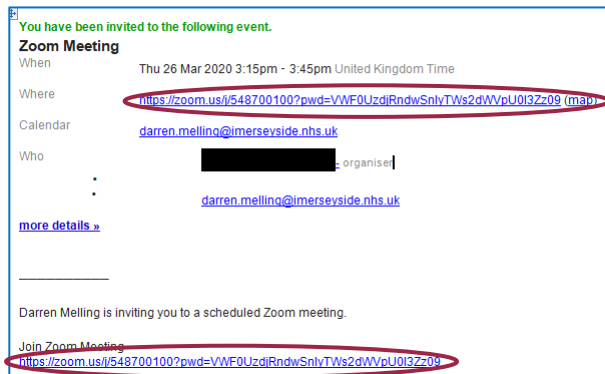 You have been invited to the following event.
Zoom Meeting
When Thu 26 Mar 2020 3:15pm - 3:45pm United Kingdom Time
Where https://zoom.us/j/548700100?pwd=VWF0UzdjRndwSnlyTWs2dWVpU0I3Zz09 (map)
Calendar darren.melling@imerseyside.nhs.uk
Who - organiser
• 
• darren.melling@imerseyside.nhs.uk
more details »
__________
Darren Melling is inviting you to a scheduled Zoom meeting.
Join Zoom Meeting
https://zoom.us/j/548700100?pwd=VWF0UzdjRndwSnlyTWs2dWVpU0I3Zz09